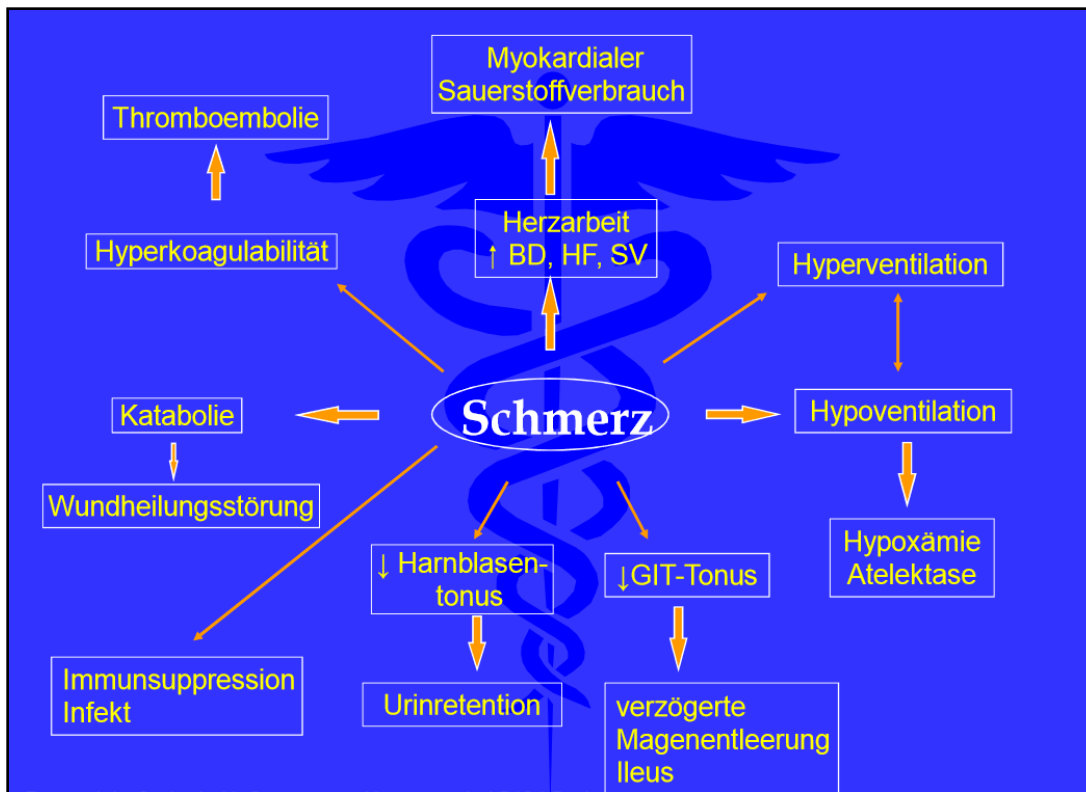 Myokardialer
Sauerstoffverbrauch
Thromboembolie
Herzarbeit
↑ BD, HF, SV
Hyperkoagulabilität
Hyperventilation
Schmerz
Katabolie
Hypoventilation
Wundheilungsstörung
Hypoxämie
Atelektase
↓ Harnblasen-
tonus
↓GIT-Tonus
Immunsuppression
Infekt
Urinretention
verzögerte
Magenentleerung
Ileus